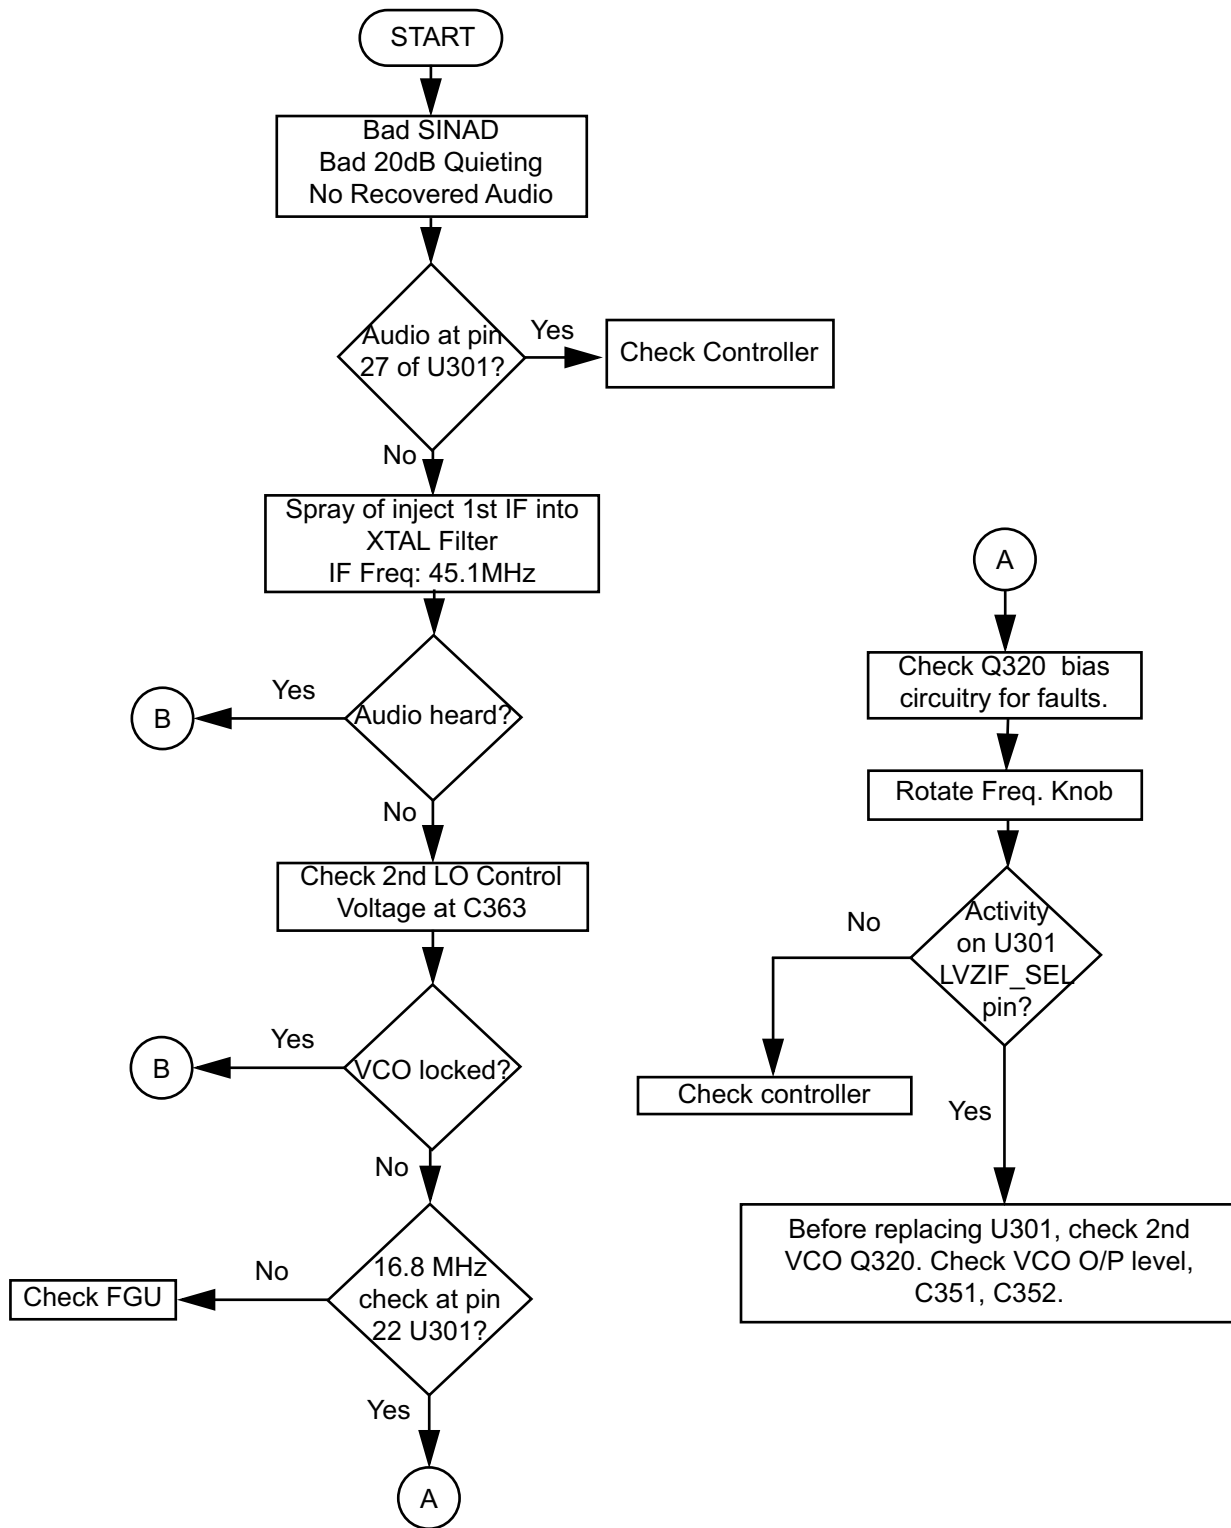 START
Bad SINAD
Bad 20dB Quieting
No Recovered Audio
Audio at pin
27 of U301?
Yes
Check Controller
No
Spray of inject 1st IF into
XTAL Filter
IF Freq: 45.1MHz
Audio heard?
Yes
B
No
Check 2nd LO Control
Voltage at C363
VCO locked?
Yes
B
No
16.8 MHz
check at pin
22 U301?
No
Check FGU
Yes
A
A
Check Q320 bias
circuitry for faults.
Rotate Freq. Knob
Activity
on U301
LVZIF_SEL
pin?
No
Check controller
Yes
Before replacing U301, check 2nd
VCO Q320. Check VCO O/P level,
C351, C352.